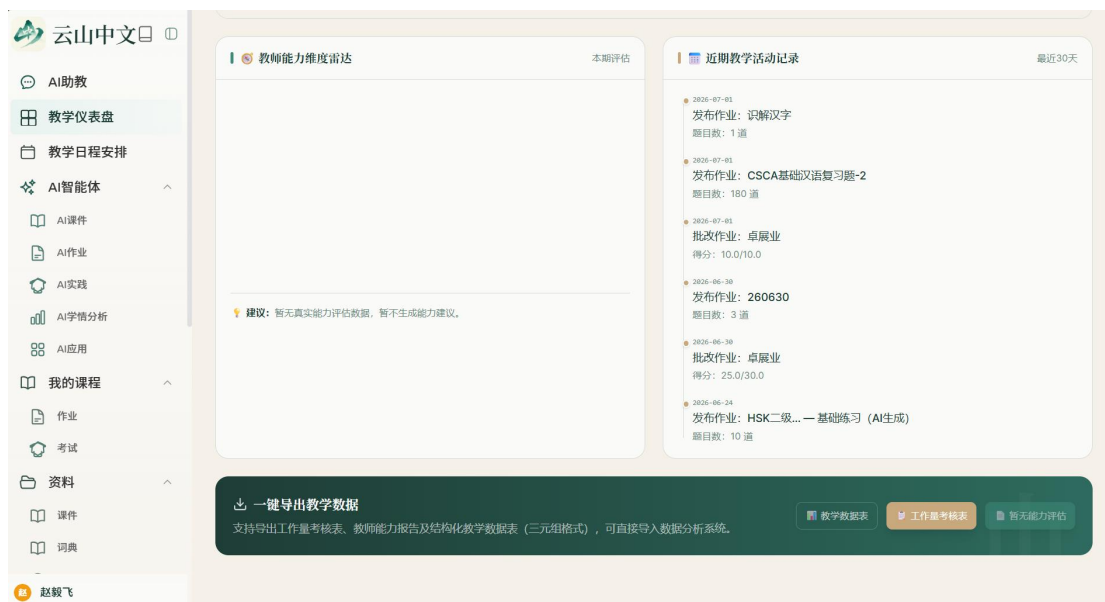 云山中文
AI助教
教学仪表盘
教学日程安排
AI智能体
AI课件
AI作业
AI实践
AI学情分析
AI应用
我的课程
作业
考试
资料
课件
词典
赵
赵毅飞
教师能力维度雷达
本期评估
建议：暂无真实能力评估数据，暂不生成能力建议。
近期教学活动记录
最近30天
2026-07-01
发布作业：识解汉字
题目数：1 道
2026-07-01
发布作业：CSCA基础汉语复习题-2
题目数：180 道
2026-07-01
批改作业：卓展业
得分：10.0/10.0
2026-06-30
发布作业：260630
题目数：3 道
2026-06-30
批改作业：卓展业
得分：25.0/30.0
2026-06-24
发布作业：HSK二级... — 基础练习（AI生成）
题目数：10 道
一键导出教学数据
支持导出工作量考核表、教师能力报告及结构化教学数据表（三元组格式），可直接导入数据分析系统。
教学数据表
工作量考核表
暂无能力评估